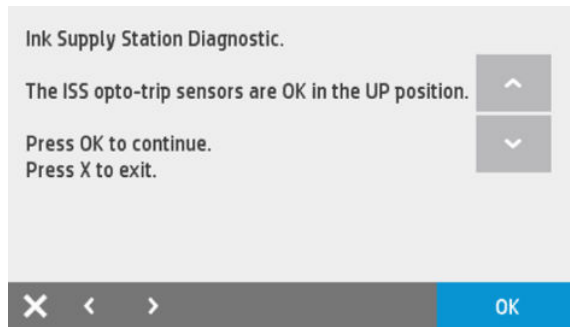 Ink Supply Station Diagnostic.
The ISS opto-trip sensors are OK in the UP position.
Press OK to continue.
Press X to exit.
OK